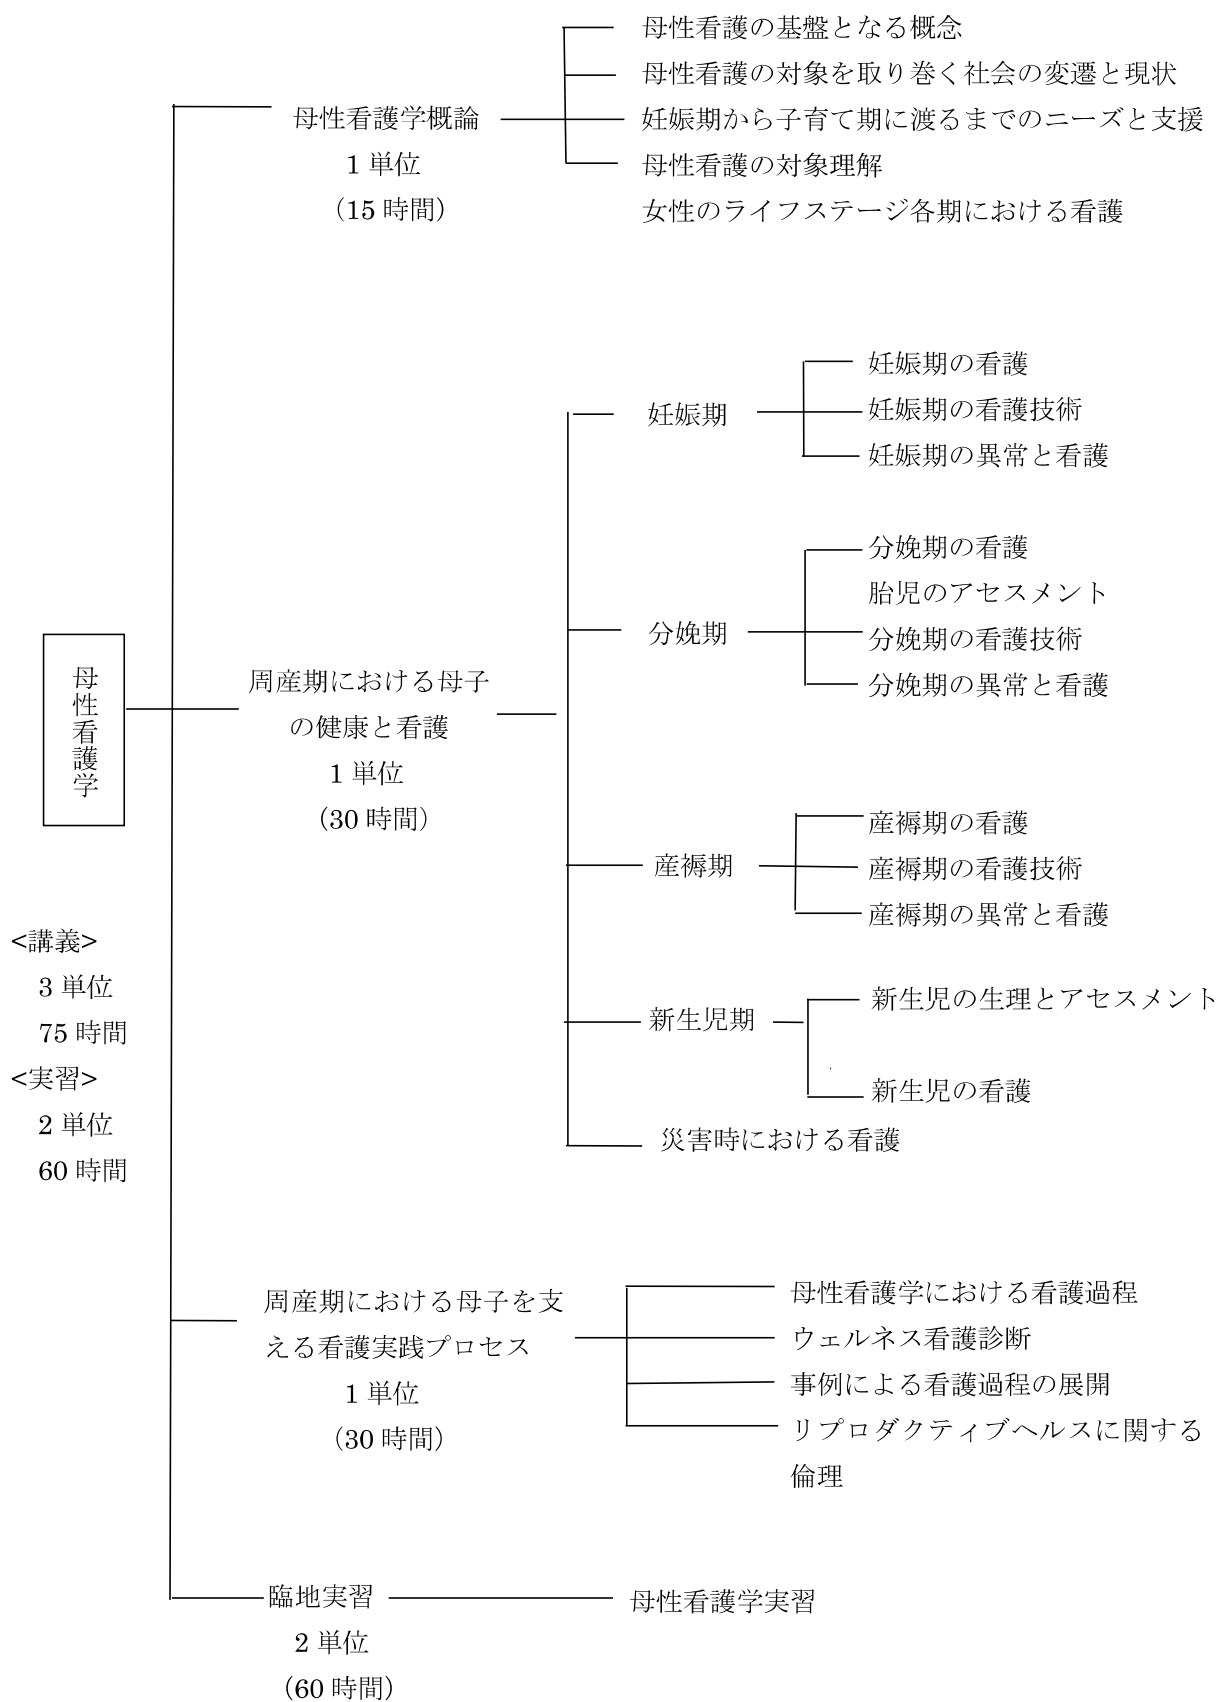 母性看護学
<講義>
3 単位
75 時間
<実習>
2 単位
60 時間
母性看護学概論
1 単位
（15 時間）
母性看護の基盤となる概念
母性看護の対象を取り巻く社会の変遷と現状
妊娠期から子育て期に渡るまでのニーズと支援
母性看護の対象理解
女性のライフステージ各期における看護
周産期における母子
の健康と看護
1 単位
（30 時間）
妊娠期
妊娠期の看護
妊娠期の看護技術
妊娠期の異常と看護
分娩期
分娩期の看護
胎児のアセスメント
分娩期の看護技術
分娩期の異常と看護
産褥期
産褥期の看護
産褥期の看護技術
産褥期の異常と看護
新生児期
新生児の生理とアセスメント
新生児の看護
災害時における看護
周産期における母子を支
える看護実践プロセス
1 単位
（30 時間）
母性看護学における看護過程
ウェルネス看護診断
事例による看護過程の展開
リプロダクティブヘルスに関する
倫理
臨地実習
2 単位
（60 時間）
母性看護学実習